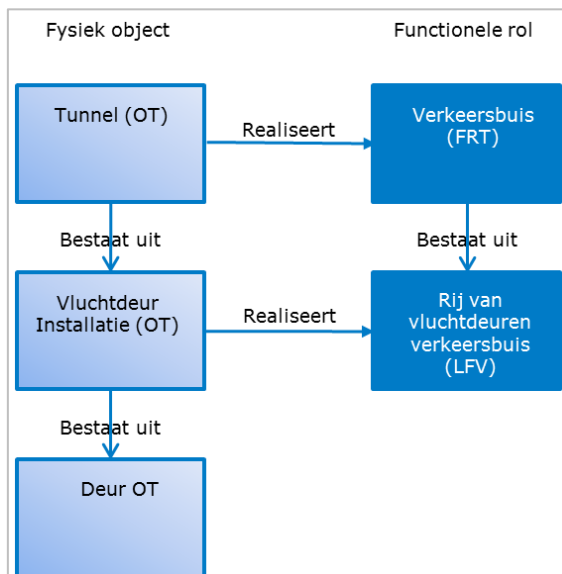 Fysiek object
Functionele rol
Tunnel (OT)
Realiseert
Verkeersbuis
(FRT)
Bestaat uit
Bestaat uit
Vluchtdeur
Installatie (OT)
Realiseert
Rij van
vluchtdeuren
verkeersbuis
(LFV)
Bestaat uit
Deur OT